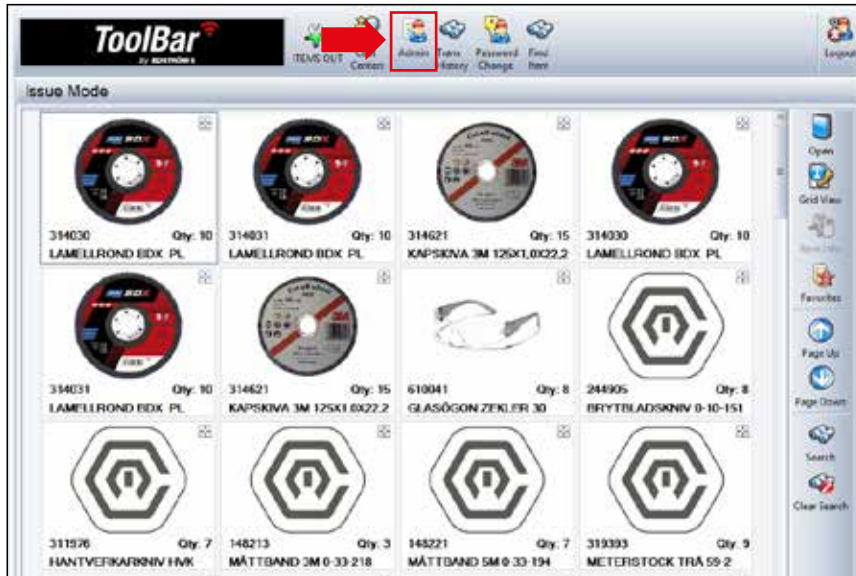 ToolBar
ITEMS OUT
Centers
Admin
Trans History
Password Change
Find Item
Logout
Issue Mode
314030 Qty: 10
LAMELLROND BDX PL
314031 Qty: 10
LAMELLROND BDX PL
314621 Qty: 15
KAPSKIVA 3M 125X1,0X22,2
314030 Qty: 10
LAMELLROND BDX PL
314031 Qty: 10
LAMELLROND BDX PL
314621 Qty: 15
KAPSKIVA 3M 125X1,0X22,2
610041 Qty: 8
GLASÖGON ZEKLER 30
244905 Qty: 8
BRYTBLADSKNIV 0-10-151
311976 Qty: 7
HANTVERKARKNIV HVK
148213 Qty: 3
MÅTTBAND 3M 0-33-218
148221 Qty: 7
MÅTTBAND 5M 0-33-194
319393 Qty: 9
METERSTOCK TRÄ 59-2
Open
Grid View
Favorites
Page Up
Page Down
Search
Clear Search